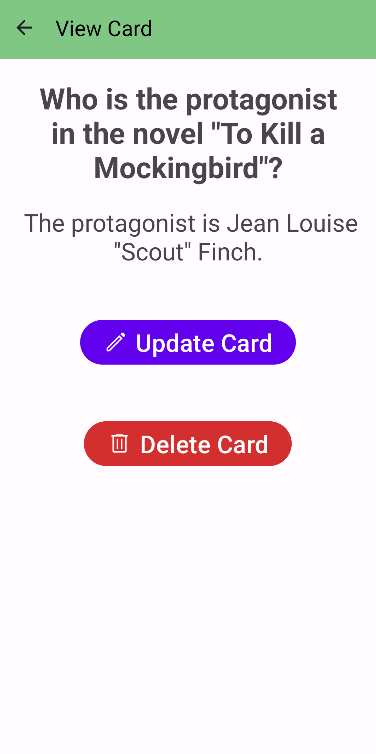 View Card
Who is the protagonist
in the novel "To Kill a
Mockingbird"?
The protagonist is Jean Louise
"Scout" Finch.
Update Card
Delete Card